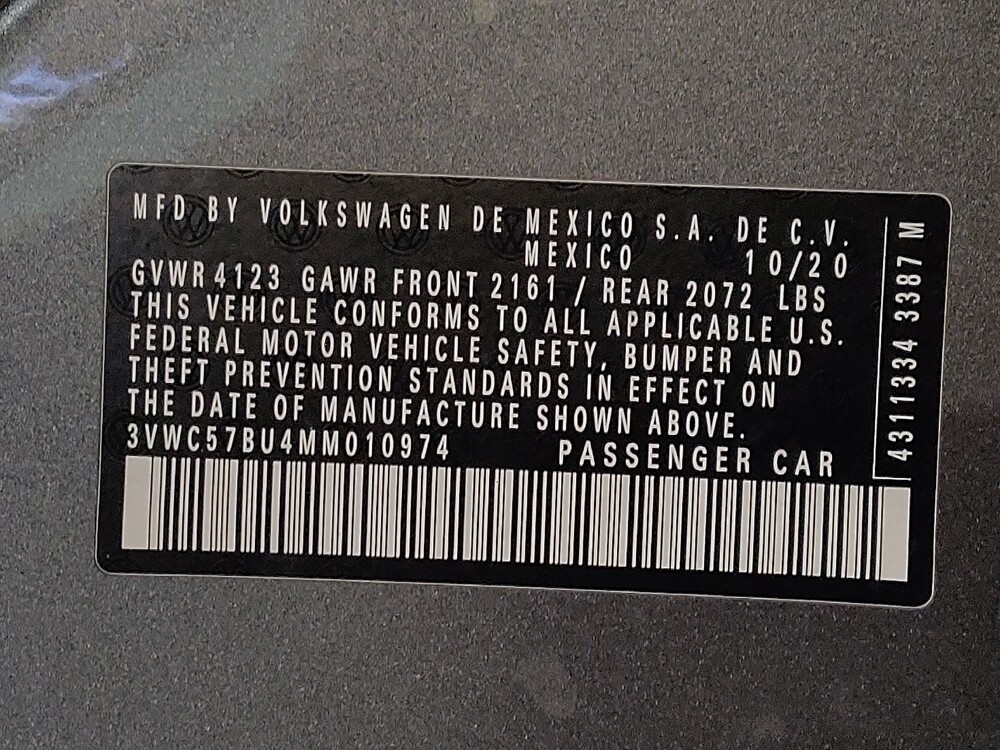 MFD BY VOLKSWAGEN DE MEXICO S.A. DE C.V.
MEXICO 10/20
GVWR 4123 GAWR FRONT 2161 / REAR 2072 LBS
THIS VEHICLE CONFORMS TO ALL APPLICABLE U.S.
FEDERAL MOTOR VEHICLE SAFETY, BUMPER AND
THEFT PREVENTION STANDARDS IN EFFECT ON
THE DATE OF MANUFACTURE SHOWN ABOVE.
3VWC57BU4MM010974 PASSENGER CAR
4311334 3387 M